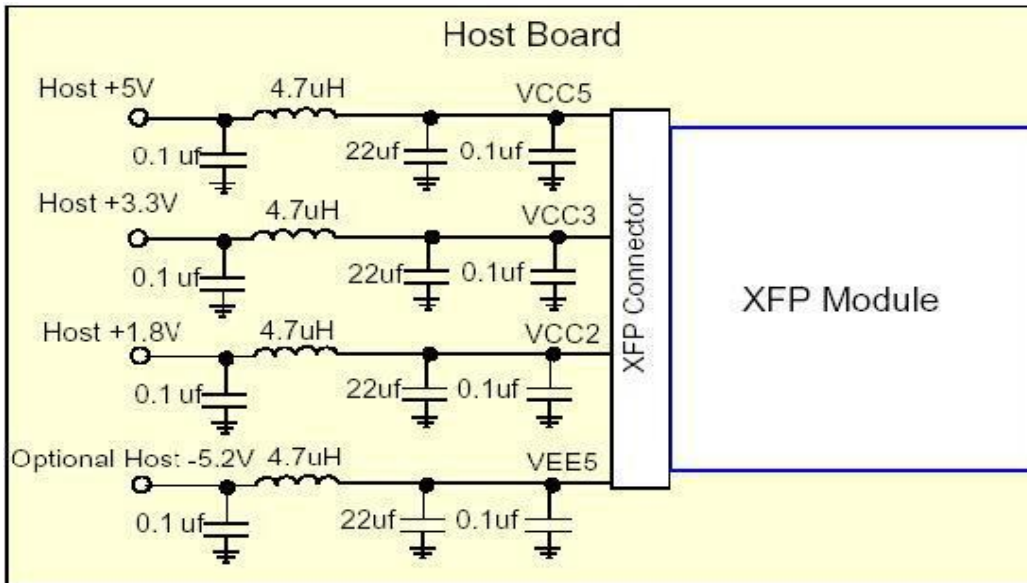 Host Board
Host +5V
4.7uH
VCC5
0.1 uf
22uf
0.1uf
Host +3.3V
4.7uH
VCC3
0.1 uf
22uf
0.1uf
Host +1.8V
4.7uH
VCC2
0.1 uf
22uf
0.1uf
Optional Host -5.2V
4.7uH
VEE5
0.1 uf
22uf
0.1uf
XFP Connector
XFP Module